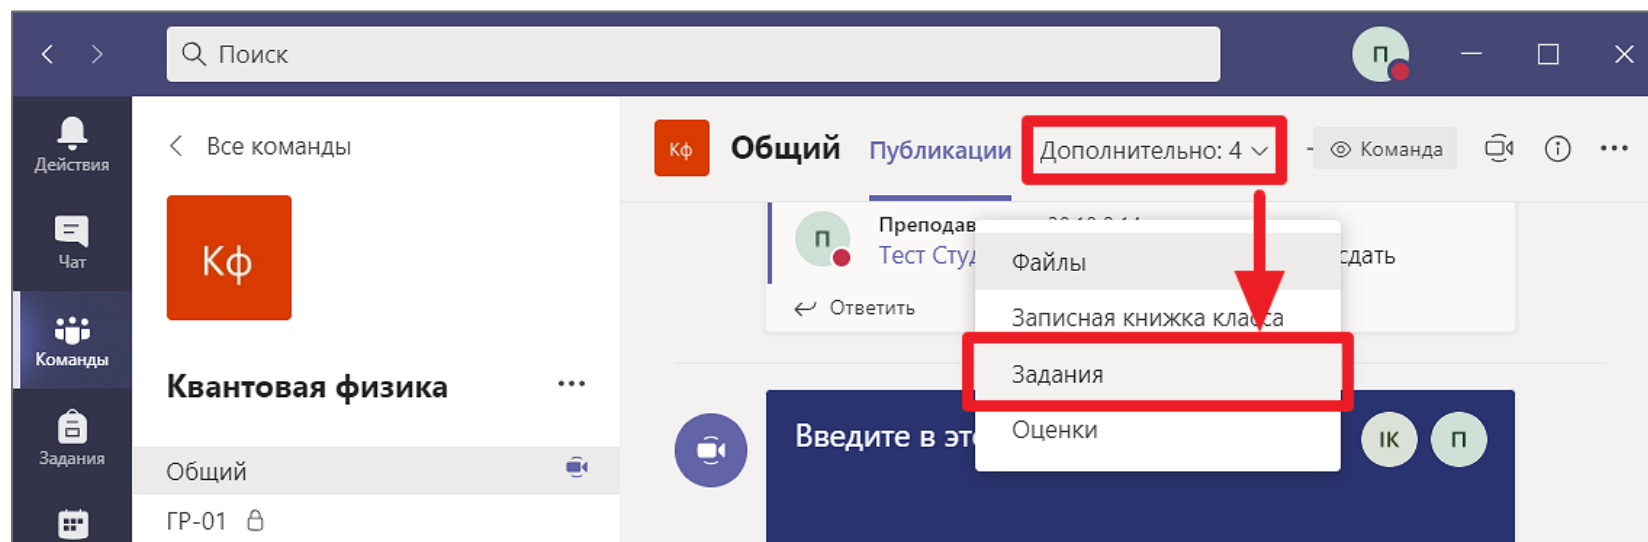 Поиск
П
Действия
Чат
Команды
Задания
Все команды
Кф
Квантовая физика
Общий
ГР-01
Кф
Общий
Публикации
Дополнительно: 4
Команда
П
Преподав
Тест Сту
сдать
Ответить
Файлы
Записная книжка класса
Задания
Оценки
Введите в эт
IK
П